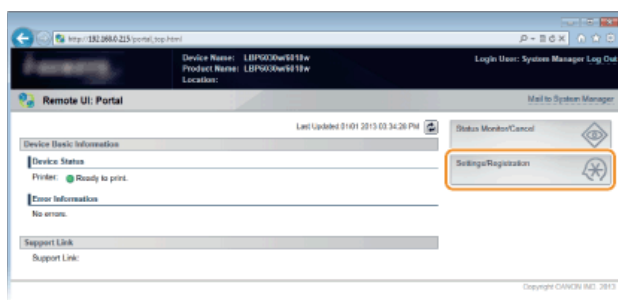 http://192.168.0.215/portal_top.html
Device Name: LBP6030w/6018w
Product Name: LBP6030w/6018w
Location:
Login User: System Manager Log Out
Remote UI: Portal
Mail to System Manager
Last Updated 01/01 2013 03:34:28 PM
Device Basic Information
Device Status
Printer: Ready to print.
Error Information
No errors.
Support Link
Support Link:
Status Monitor/Cancel
Settings/Registration
Copyright CANON INC. 2013